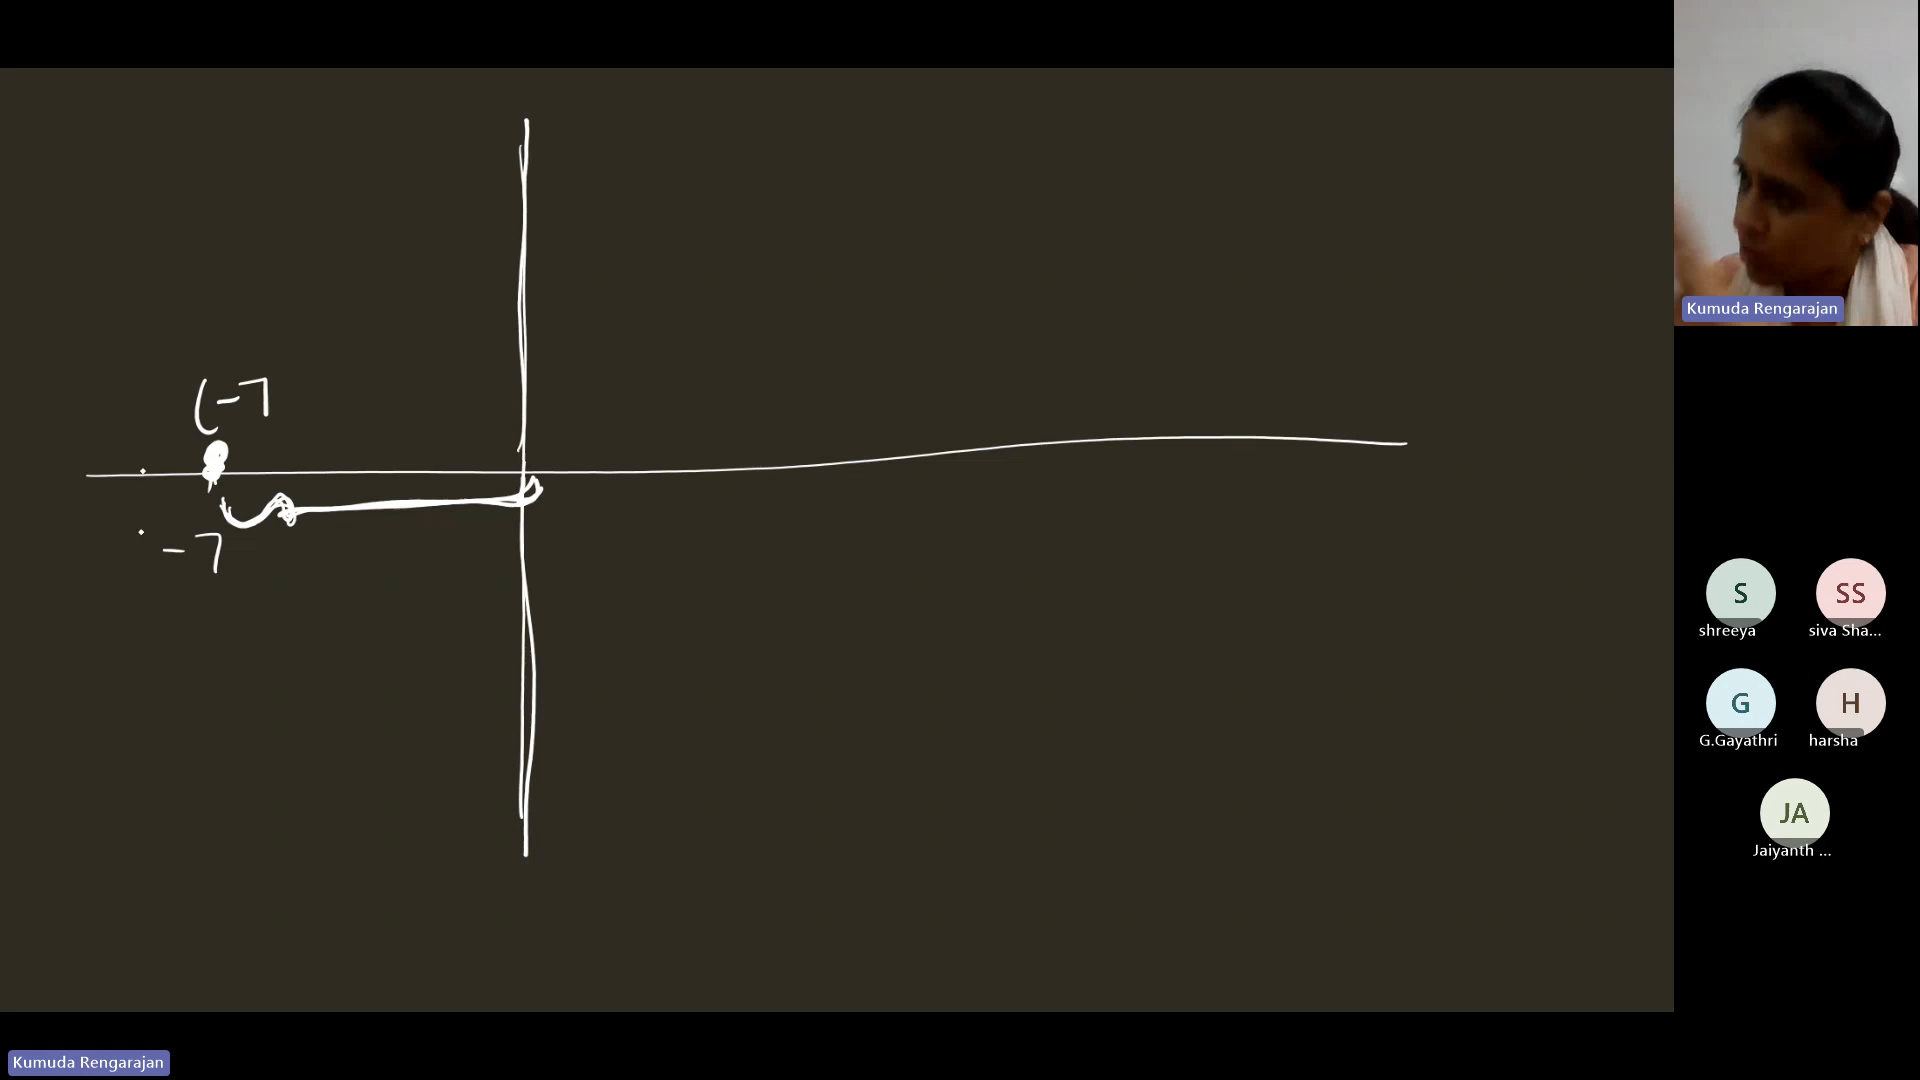 (-7
-7
Kumuda Rengarajan
S
SS
shreeya
siva Sha...
G
H
G.Gayathri
harsha
JA
Jaiyanth ...
Kumuda Rengarajan